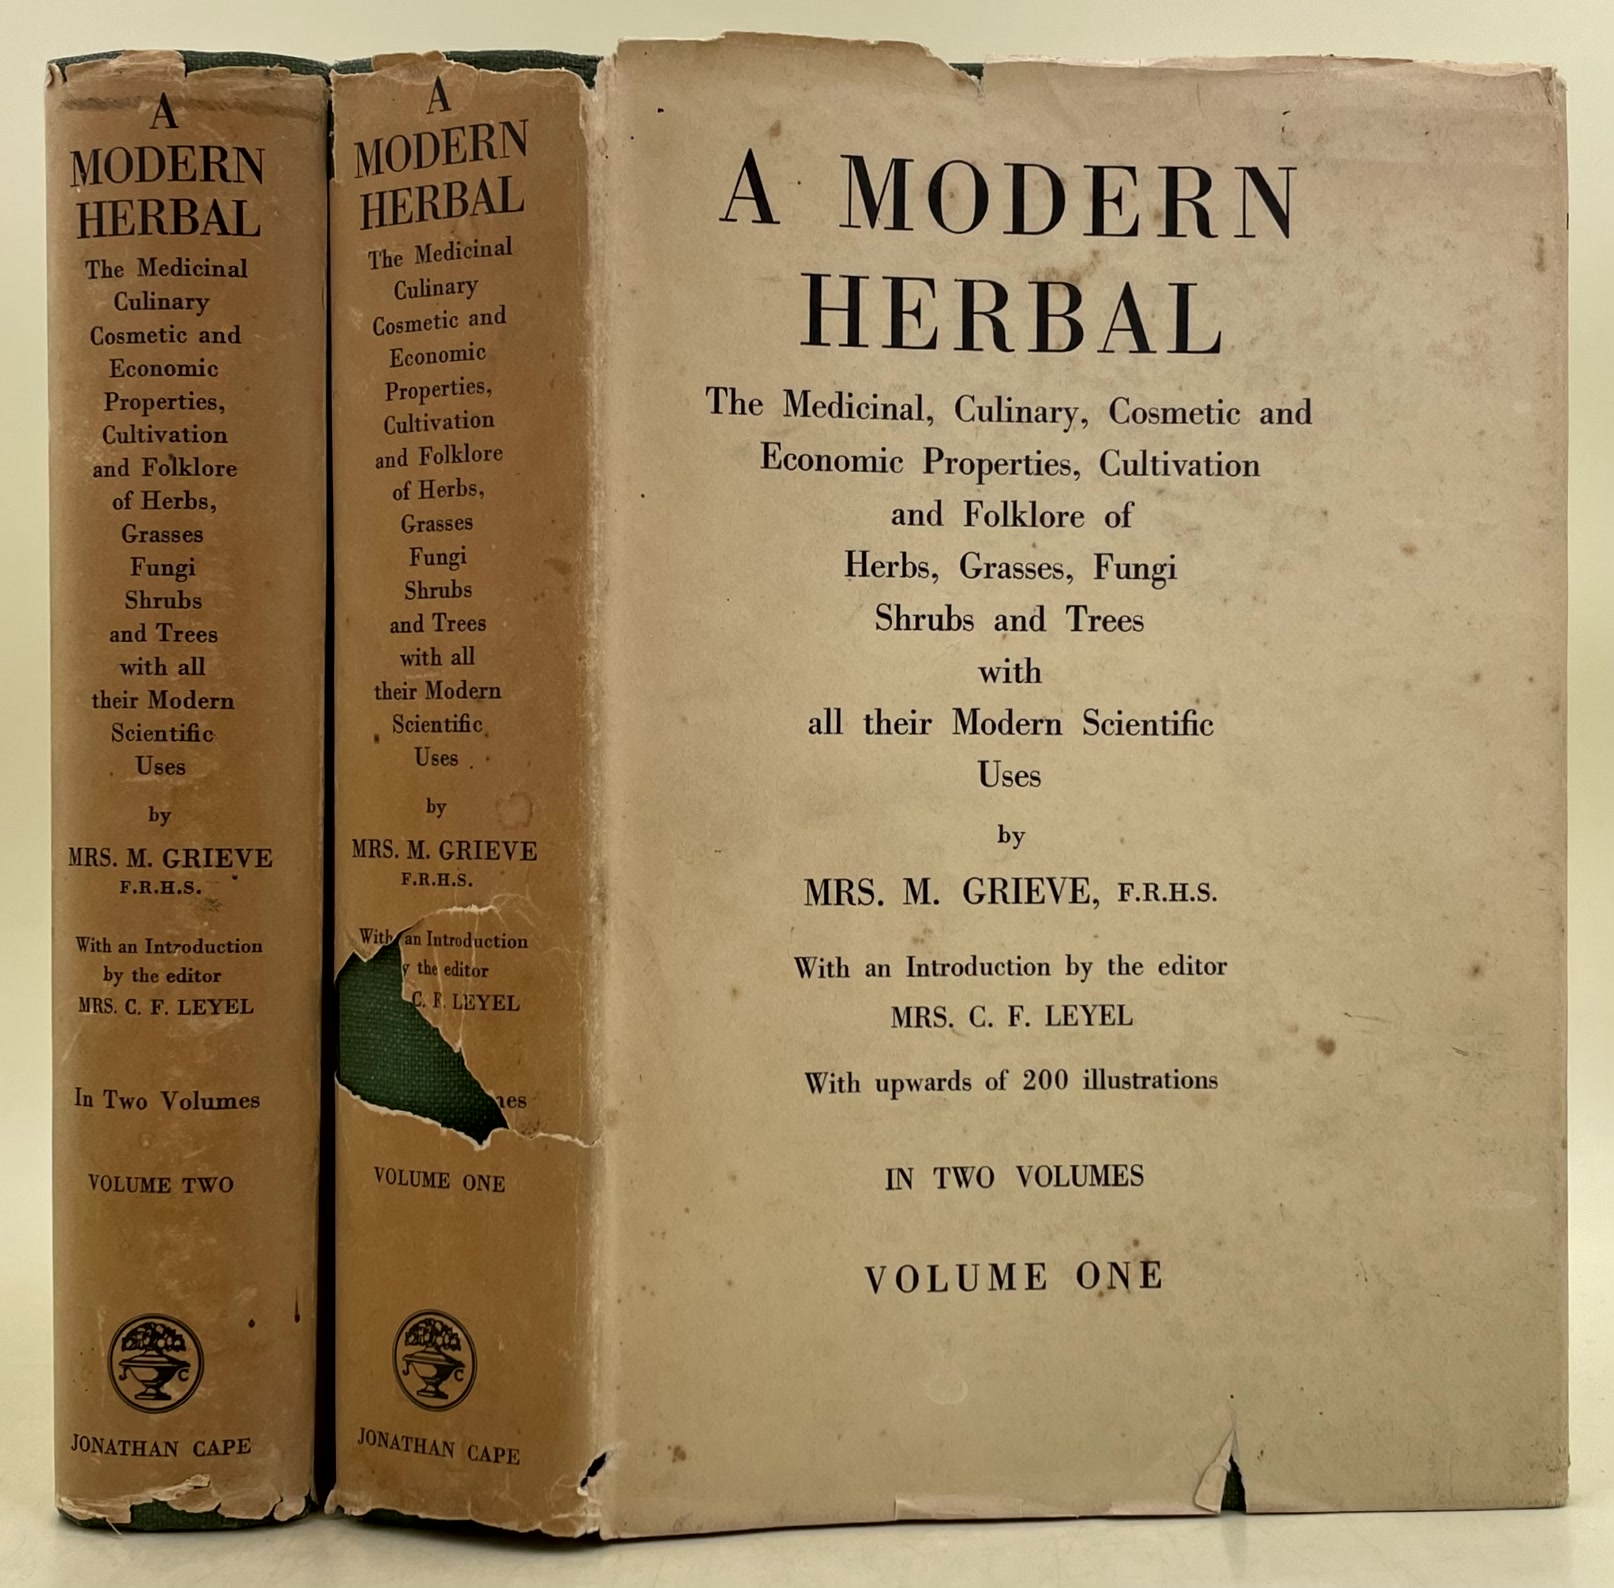 A
MODERN
HERBAL
The Medicinal
Culinary
Cosmetic and
Economic
Properties,
Cultivation
and Folklore
of Herbs,
Grasses
Fungi
Shrubs
and Trees
with all
their Modern
Scientific
Uses
by
MRS. M. GRIEVE
F.R.H.S.
With an Introduction
by the editor
MRS. C. F. LEYEL
In Two Volumes
VOLUME TWO
J C
JONATHAN CAPE
A
MODERN
HERBAL
The Medicinal
Culinary
Cosmetic and
Economic
Properties,
Cultivation
and Folklore
of Herbs,
Grasses
Fungi
Shrubs
and Trees
with all
their Modern
Scientific
Uses
by
MRS. M. GRIEVE
F.R.H.S.
With an Introduction
the editor
C. F. LEYEL
VOLUME ONE
J C
JONATHAN CAPE
A MODERN
HERBAL
The Medicinal, Culinary, Cosmetic and
Economic Properties, Cultivation
and Folklore of
Herbs, Grasses, Fungi
Shrubs and Trees
with
all their Modern Scientific
Uses
by
MRS. M. GRIEVE, F.R.H.S.
With an Introduction by the editor
MRS. C. F. LEYEL
With upwards of 200 illustrations
IN TWO VOLUMES
VOLUME ONE